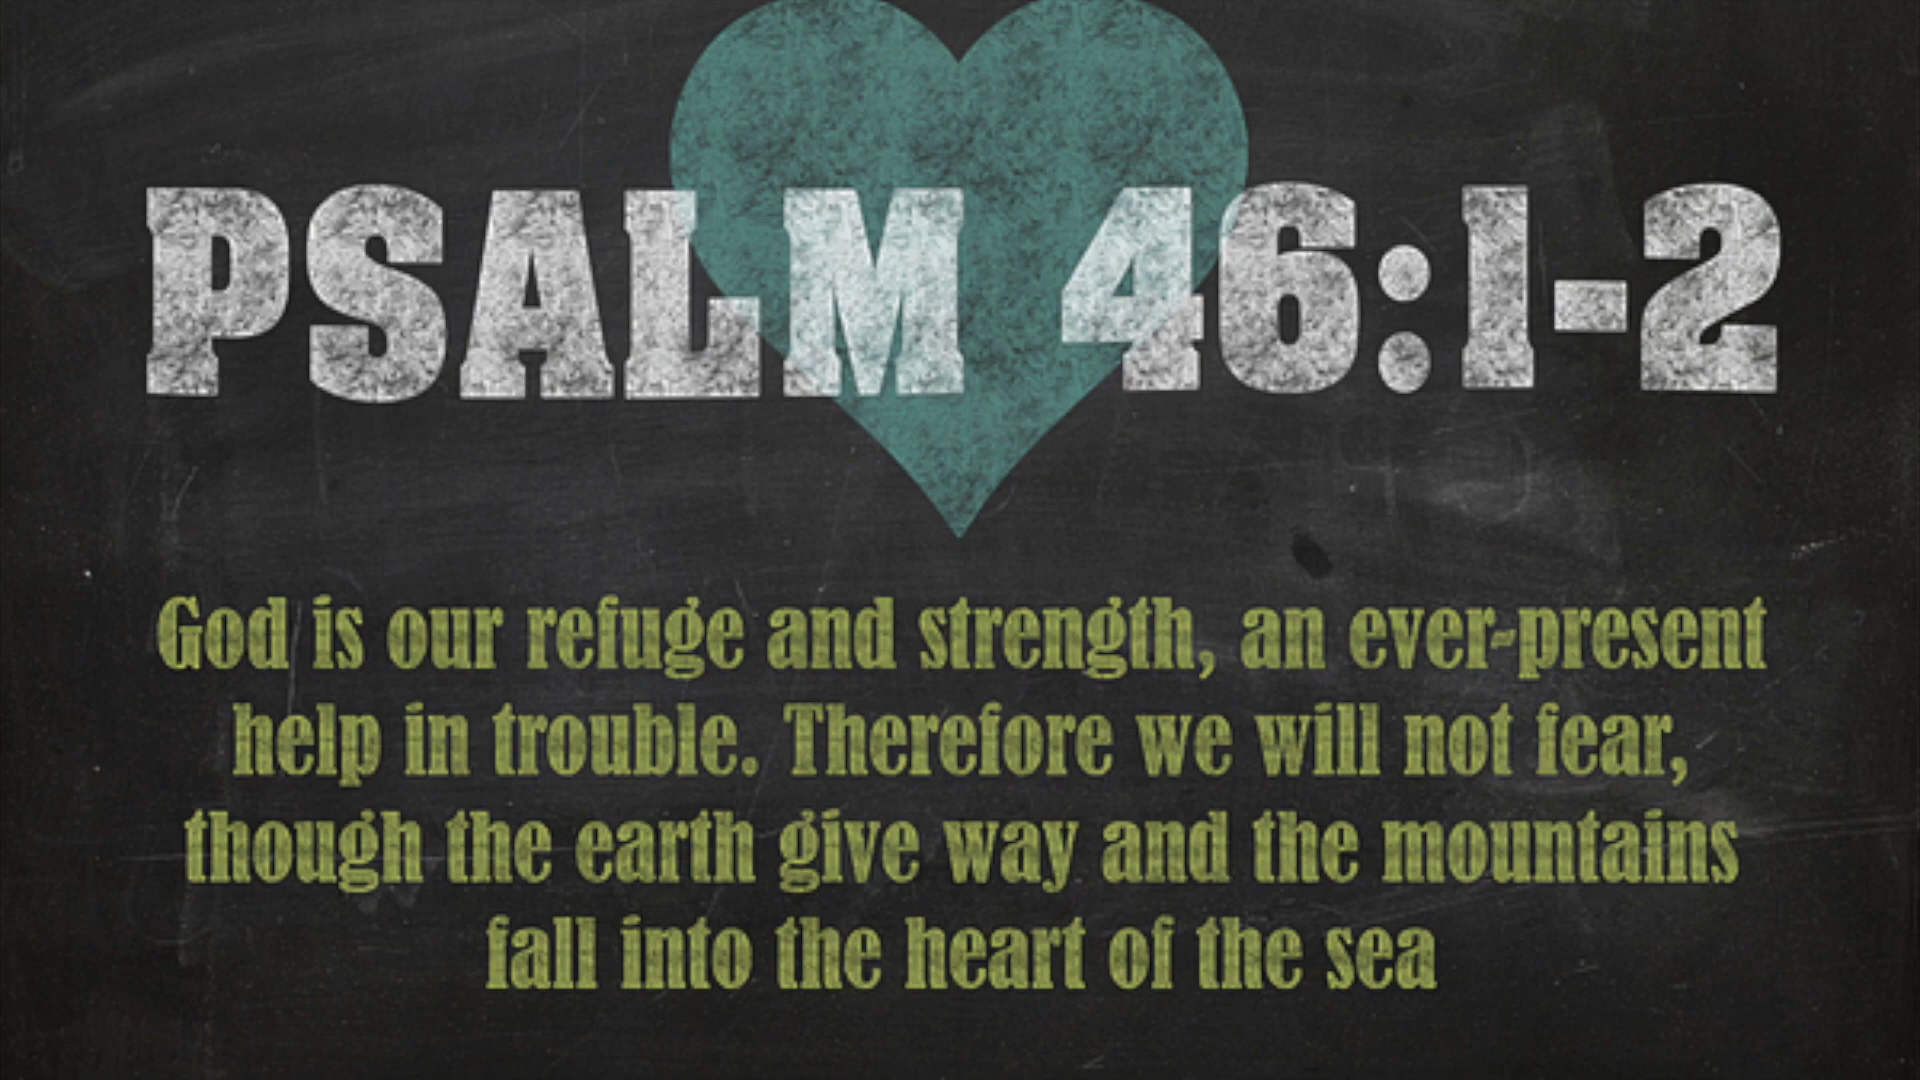 PSALM 46:1-2
God is our refuge and strength, an ever-present
help in trouble. Therefore we will not fear,
though the earth give way and the mountains
fall into the heart of the sea